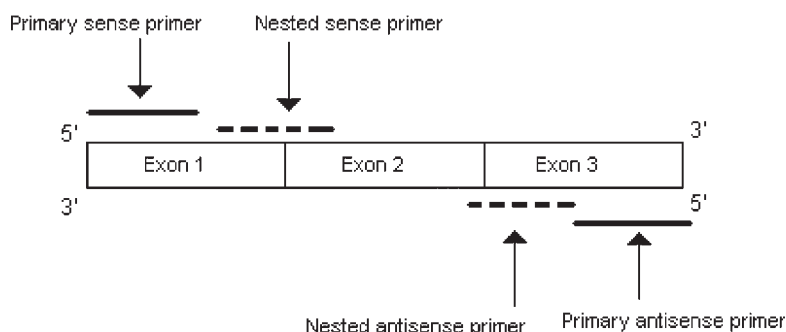 Primary sense primer Nested sense primer
5' 3'
Exon 1 Exon 2 Exon 3
3' 5'
Nested antisense primer Primary antisense primer